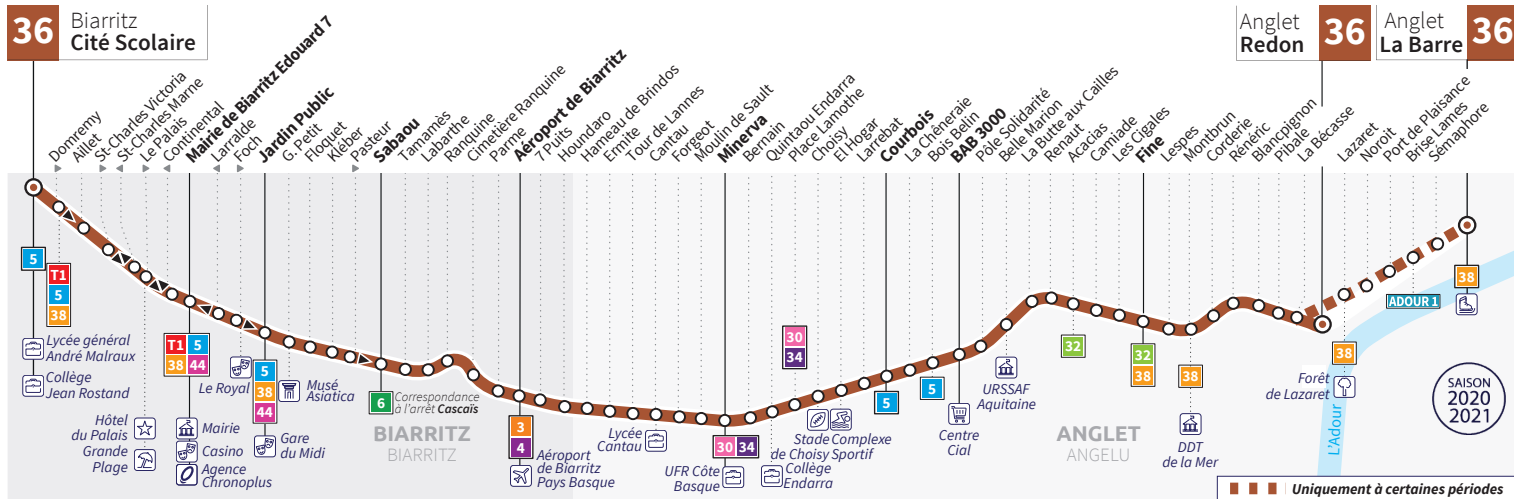 36
Biarritz
Cité Scolaire
Anglet
Redon
36
Anglet
La Barre
36
Domremy
Aillet
St-Charles Victoria
St-Charles Marne
Le Palais
Continental
Mairie de Biarritz Edouard 7
Larralde
Foch
Jardin Public
G. Petit
Floquet
Kléber
Pasteur
Sabaou
Tamamès
Labarthe
Ranquine
Cimetière Ranquine
Parme
Aéroport de Biarritz
7 Puits
Houndaro
Hameau de Brindos
Ermite
Tour de Lannes
Cantau
Forgeot
Moulin de Sault
Minerva
Bernain
Quintaou Endarra
Place Lamothe
Choisy
El Hogar
Larrebat
Courbois
La Chêneraie
Bois Belin
BAB 3000
Pôle Solidarité
Belle Marion
La Butte aux Cailles
Renaut
Acacias
Camiade
Les Cigales
Fine
Lespes
Montbrun
Corderie
Rénéric
Blancpignon
Pibale
La Bécasse
Lazaret
Noroît
Port de Plaisance
Brise Lames
Sémaphore
5
T1
5
38
Lycée général
André Malraux
Collège
Jean Rostand
Hôtel
du Palais
Grande
Plage
T1 5
38 44
Mairie
Casino
Agence
Chronoplus
Le Royal
5
38
44
Musé
Asiatica
Gare
du Midi
6
Correspondance
à l'arrêt Cascaïs
BIARRITZ
BIARRITZ
3
4
Aéroport
de Biarritz
Pays Basque
Lycée
Cantau
30 34
UFR Côte
Basque
30
34
Stade Complexe
de Choisy Sportif
Collège
Endarra
5
5
Centre
Cial
URSSAF
Aquitaine
ANGLET
ANGELU
32
32
38
38
DDT
de la Mer
38
Forêt
de Lazaret
L'Adour
ADOUR 1
38
SAISON
2020
2021
Uniquement à certaines périodes